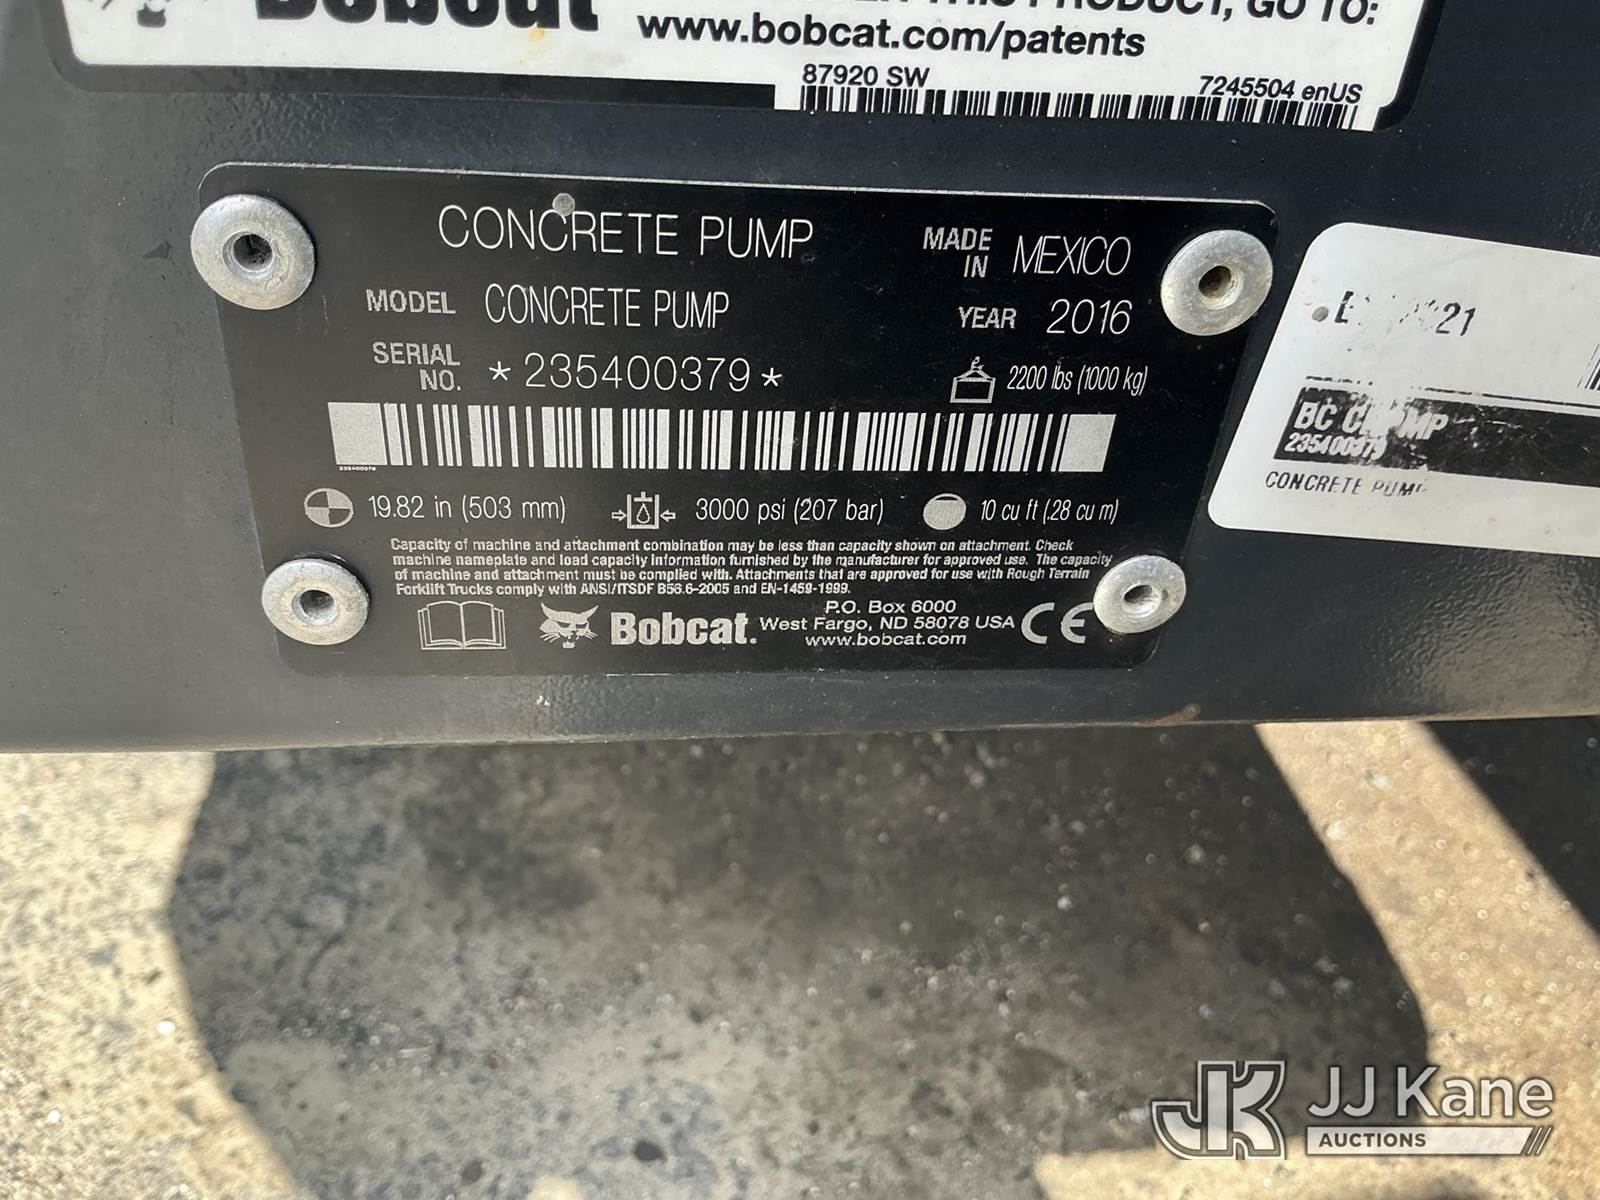 Bobcat
THIS PRODUCT, GO TO:
www.bobcat.com/patents
87920 SW
7245504 enUS
CONCRETE PUMP
MADE IN MEXICO
MODEL CONCRETE PUMP
YEAR 2016
SERIAL NO. *235400379*
2200 lbs (1000 kg)
235400379
19.82 in (503 mm)
3000 psi (207 bar)
10 cu ft (.28 cu m)
Capacity of machine and attachment combination may be less than capacity shown on attachment. Check
machine nameplate and load capacity information furnished by the manufacturer for approved use. The capacity
of machine and attachment must be complied with. Attachments that are approved for use with Rough Terrain
Forklift Trucks comply with ANSI/ITSDF B56.6-2005 and EN-1459-1999.
Bobcat.
P.O. Box 6000
West Fargo, ND 58078 USA
www.bobcat.com
CE
21
BC
235400379
CONCRETE PUMP
JK JJ Kane
AUCTIONS